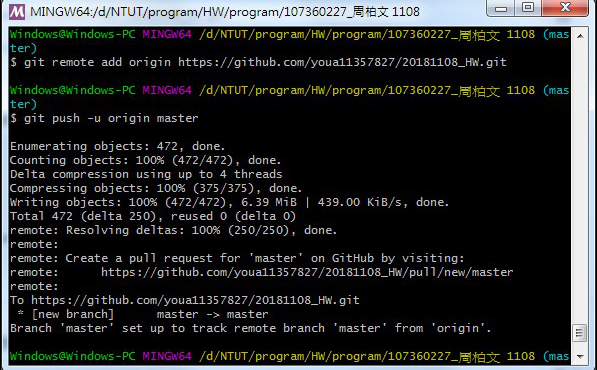 MINGW64:/d/NTUT/program/HW/program/107360227_周柏文 1108
Windows@Windows-PC MINGW64 /d/NTUT/program/HW/program/107360227_周柏文 1108 (mas
ter)
$ git remote add origin https://github.com/youa11357827/20181108_HW.git
Windows@Windows-PC MINGW64 /d/NTUT/program/HW/program/107360227_周柏文 1108 (mas
ter)
$ git push -u origin master
Enumerating objects: 472, done.
Counting objects: 100% (472/472), done.
Delta compression using up to 4 threads
Compressing objects: 100% (375/375), done.
Writing objects: 100% (472/472), 6.39 MiB | 439.00 KiB/s, done.
Total 472 (delta 250), reused 0 (delta 0)
remote: Resolving deltas: 100% (250/250), done.
remote:
remote: Create a pull request for 'master' on GitHub by visiting:
remote:      https://github.com/youa11357827/20181108_HW/pull/new/master
remote:
To https://github.com/youa11357827/20181108_HW.git
 * [new branch]      master -> master
Branch 'master' set up to track remote branch 'master' from 'origin'.
Windows@Windows-PC MINGW64 /d/NTUT/program/HW/program/107360227_周柏文 1108 (mas